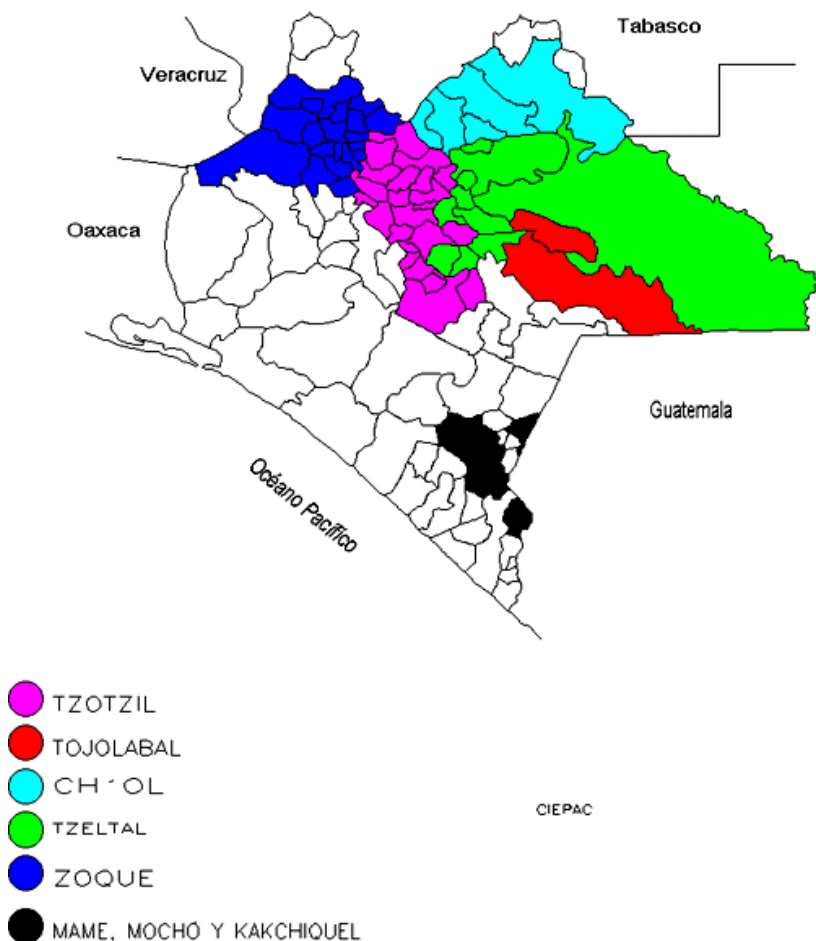 Tabasco
Veracruz
Oaxaca
Guatemala
Océano Pacífico
TZOTZIL
TOJOLABAL
CH´OL
CIEPAC
TZELTAL
ZOQUE
MAME, MOCHÓ Y KAKCHIQUEL